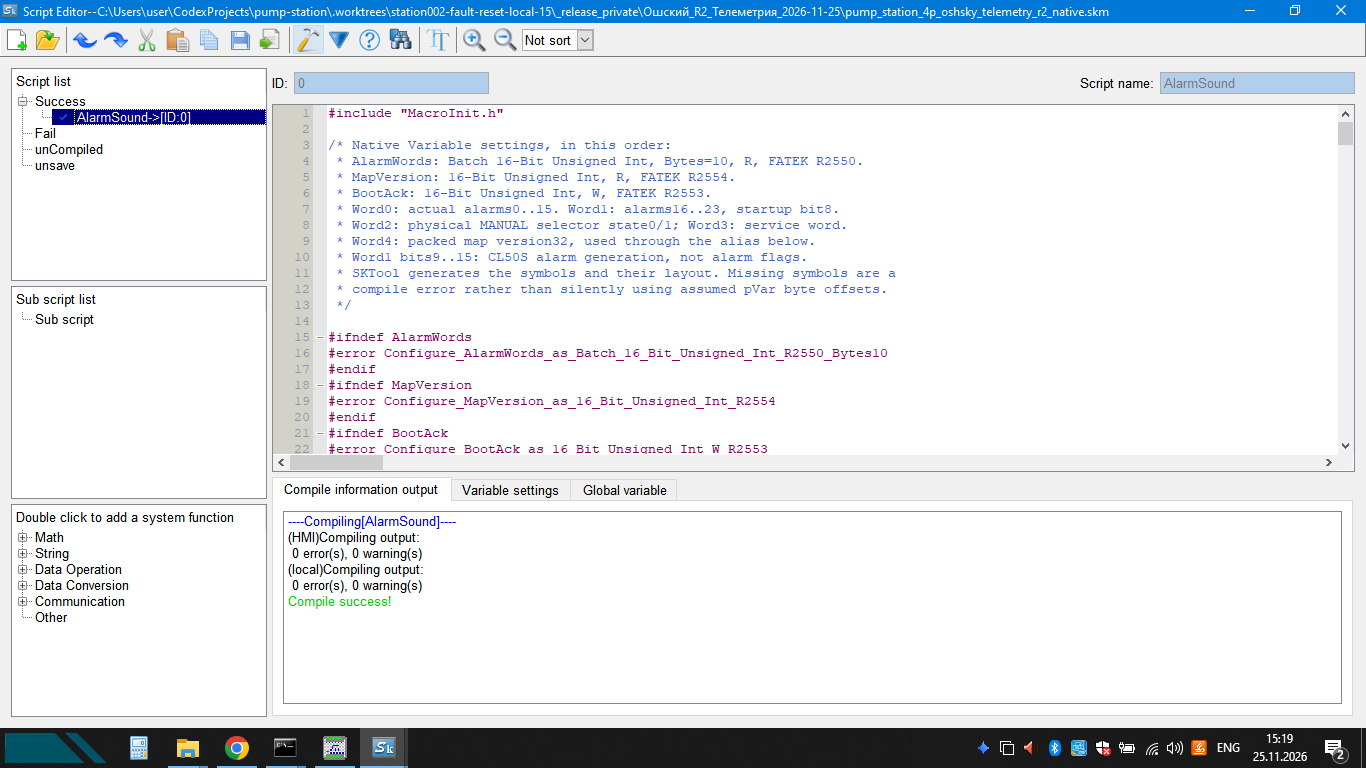 Script Editor--C:\Users\user\CodexProjects\pump-station\.worktrees\station002-fault-reset-local-15\_release_private\Ошский_R2_Телеметрия_2026-11-25\pump_station_4p_oshsky_telemetry_r2_native.skm
Not sort
Script list
Success
AlarmSound->[ID:0]
Fail
unCompiled
unsave
Sub script list
Sub script
Double click to add a system function
Math
String
Data Operation
Data Conversion
Communication
Other
ID: 0
Script name: AlarmSound
1 #include "MacroInit.h"
2
3 /* Native Variable settings, in this order:
4 * AlarmWords: Batch 16-Bit Unsigned Int, Bytes=10, R, FATEK R2550.
5 * MapVersion: 16-Bit Unsigned Int, R, FATEK R2554.
6 * BootAck: 16-Bit Unsigned Int, W, FATEK R2553.
7 * Word0: actual alarms0..15. Word1: alarms16..23, startup bit8.
8 * Word2: physical MANUAL selector state0/1; Word3: service word.
9 * Word4: packed map version32, used through the alias below.
10 * Word1 bits9..15: CL50S alarm generation, not alarm flags.
11 * SKTool generates the symbols and their layout. Missing symbols are a
12 * compile error rather than silently using assumed pVar byte offsets.
13 */
14
15 #ifndef AlarmWords
16 #error Configure_AlarmWords_as_Batch_16_Bit_Unsigned_Int_R2550_Bytes10
17 #endif
18 #ifndef MapVersion
19 #error Configure_MapVersion_as_16_Bit_Unsigned_Int_R2554
20 #endif
21 #ifndef BootAck
22 #error Configure_BootAck_as_16_Bit_Unsigned_Int_W_R2553
Compile information output
Variable settings
Global variable
----Compiling[AlarmSound]----
(HMI)Compiling output:
0 error(s), 0 warning(s)
(local)Compiling output:
0 error(s), 0 warning(s)
Compile success!
Sk
ENG
15:19
25.11.2026
2